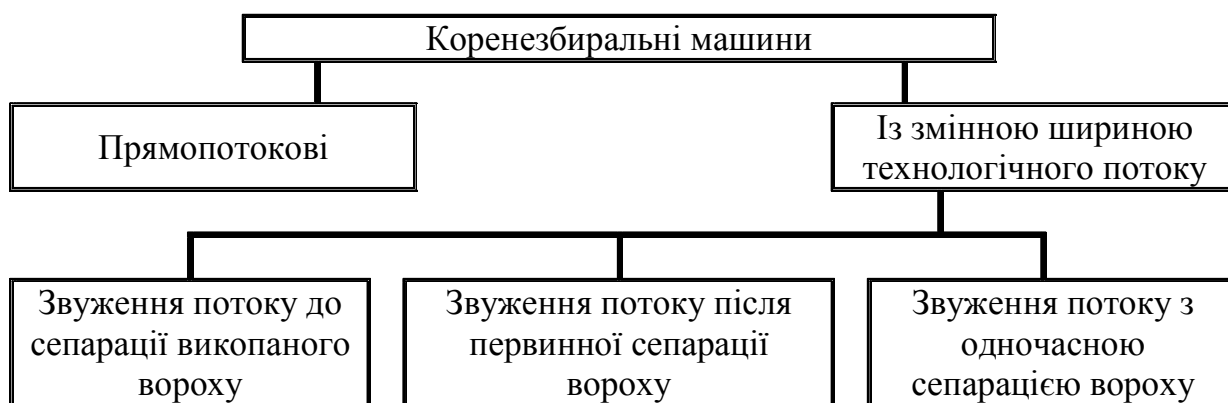 Коренезбиральні машини
Прямопотокові
Із змінною шириною
технологічного потоку
Звуження потоку до
сепарації викопаного
вороху
Звуження потоку після
первинної сепарації
вороху
Звуження потоку з
одночасною
сепарацією вороху